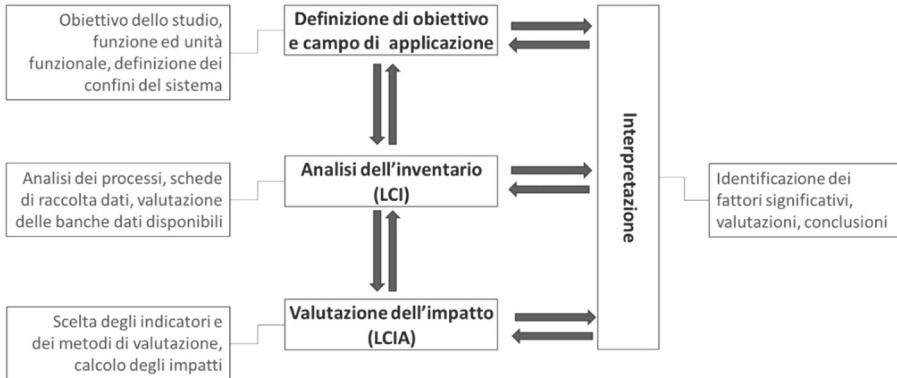 Obiettivo dello studio,
funzione ed unità
funzionale, definizione dei
confini del sistema
Definizione di obiettivo
e campo di applicazione
Analisi dei processi, schede
di raccolta dati, valutazione
delle banche dati disponibili
Analisi dell’inventario
(LCI)
Scelta degli indicatori e
dei metodi di valutazione,
calcolo degli impatti
Valutazione dell’impatto
(LCIA)
Interpretazione
Identificazione dei
fattori significativi,
valutazioni, conclusioni